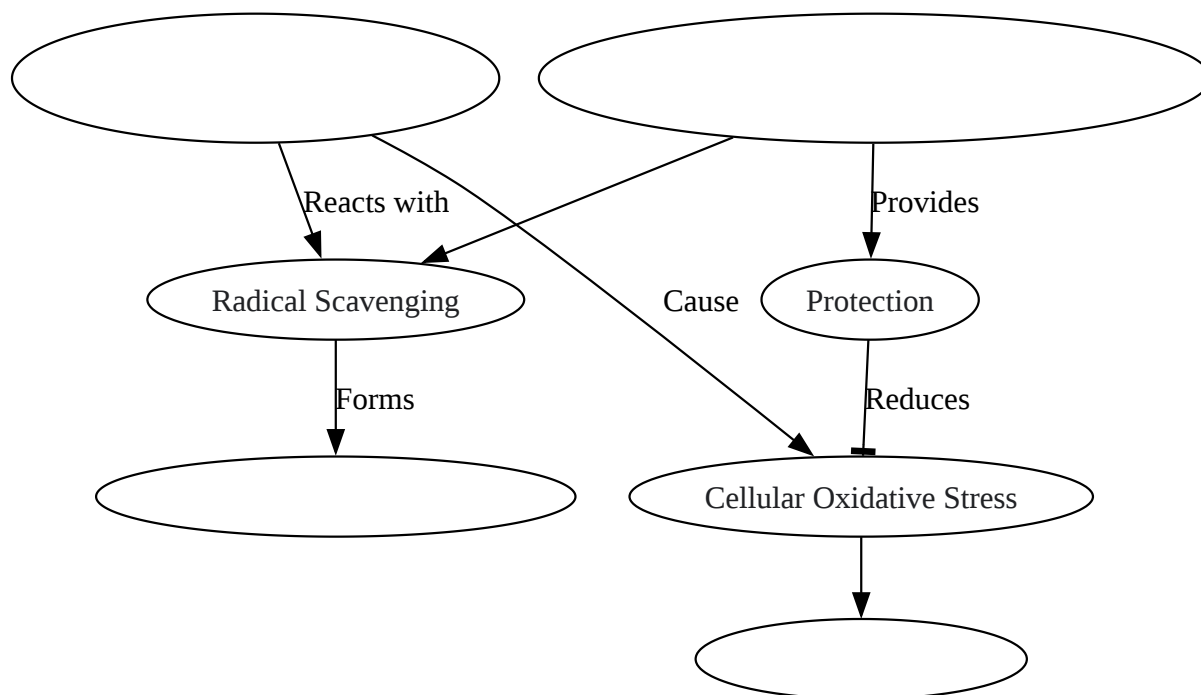 Reacts with
Provides
Radical Scavenging
Cause
Protection
Forms
Reduces
Cellular Oxidative Stress